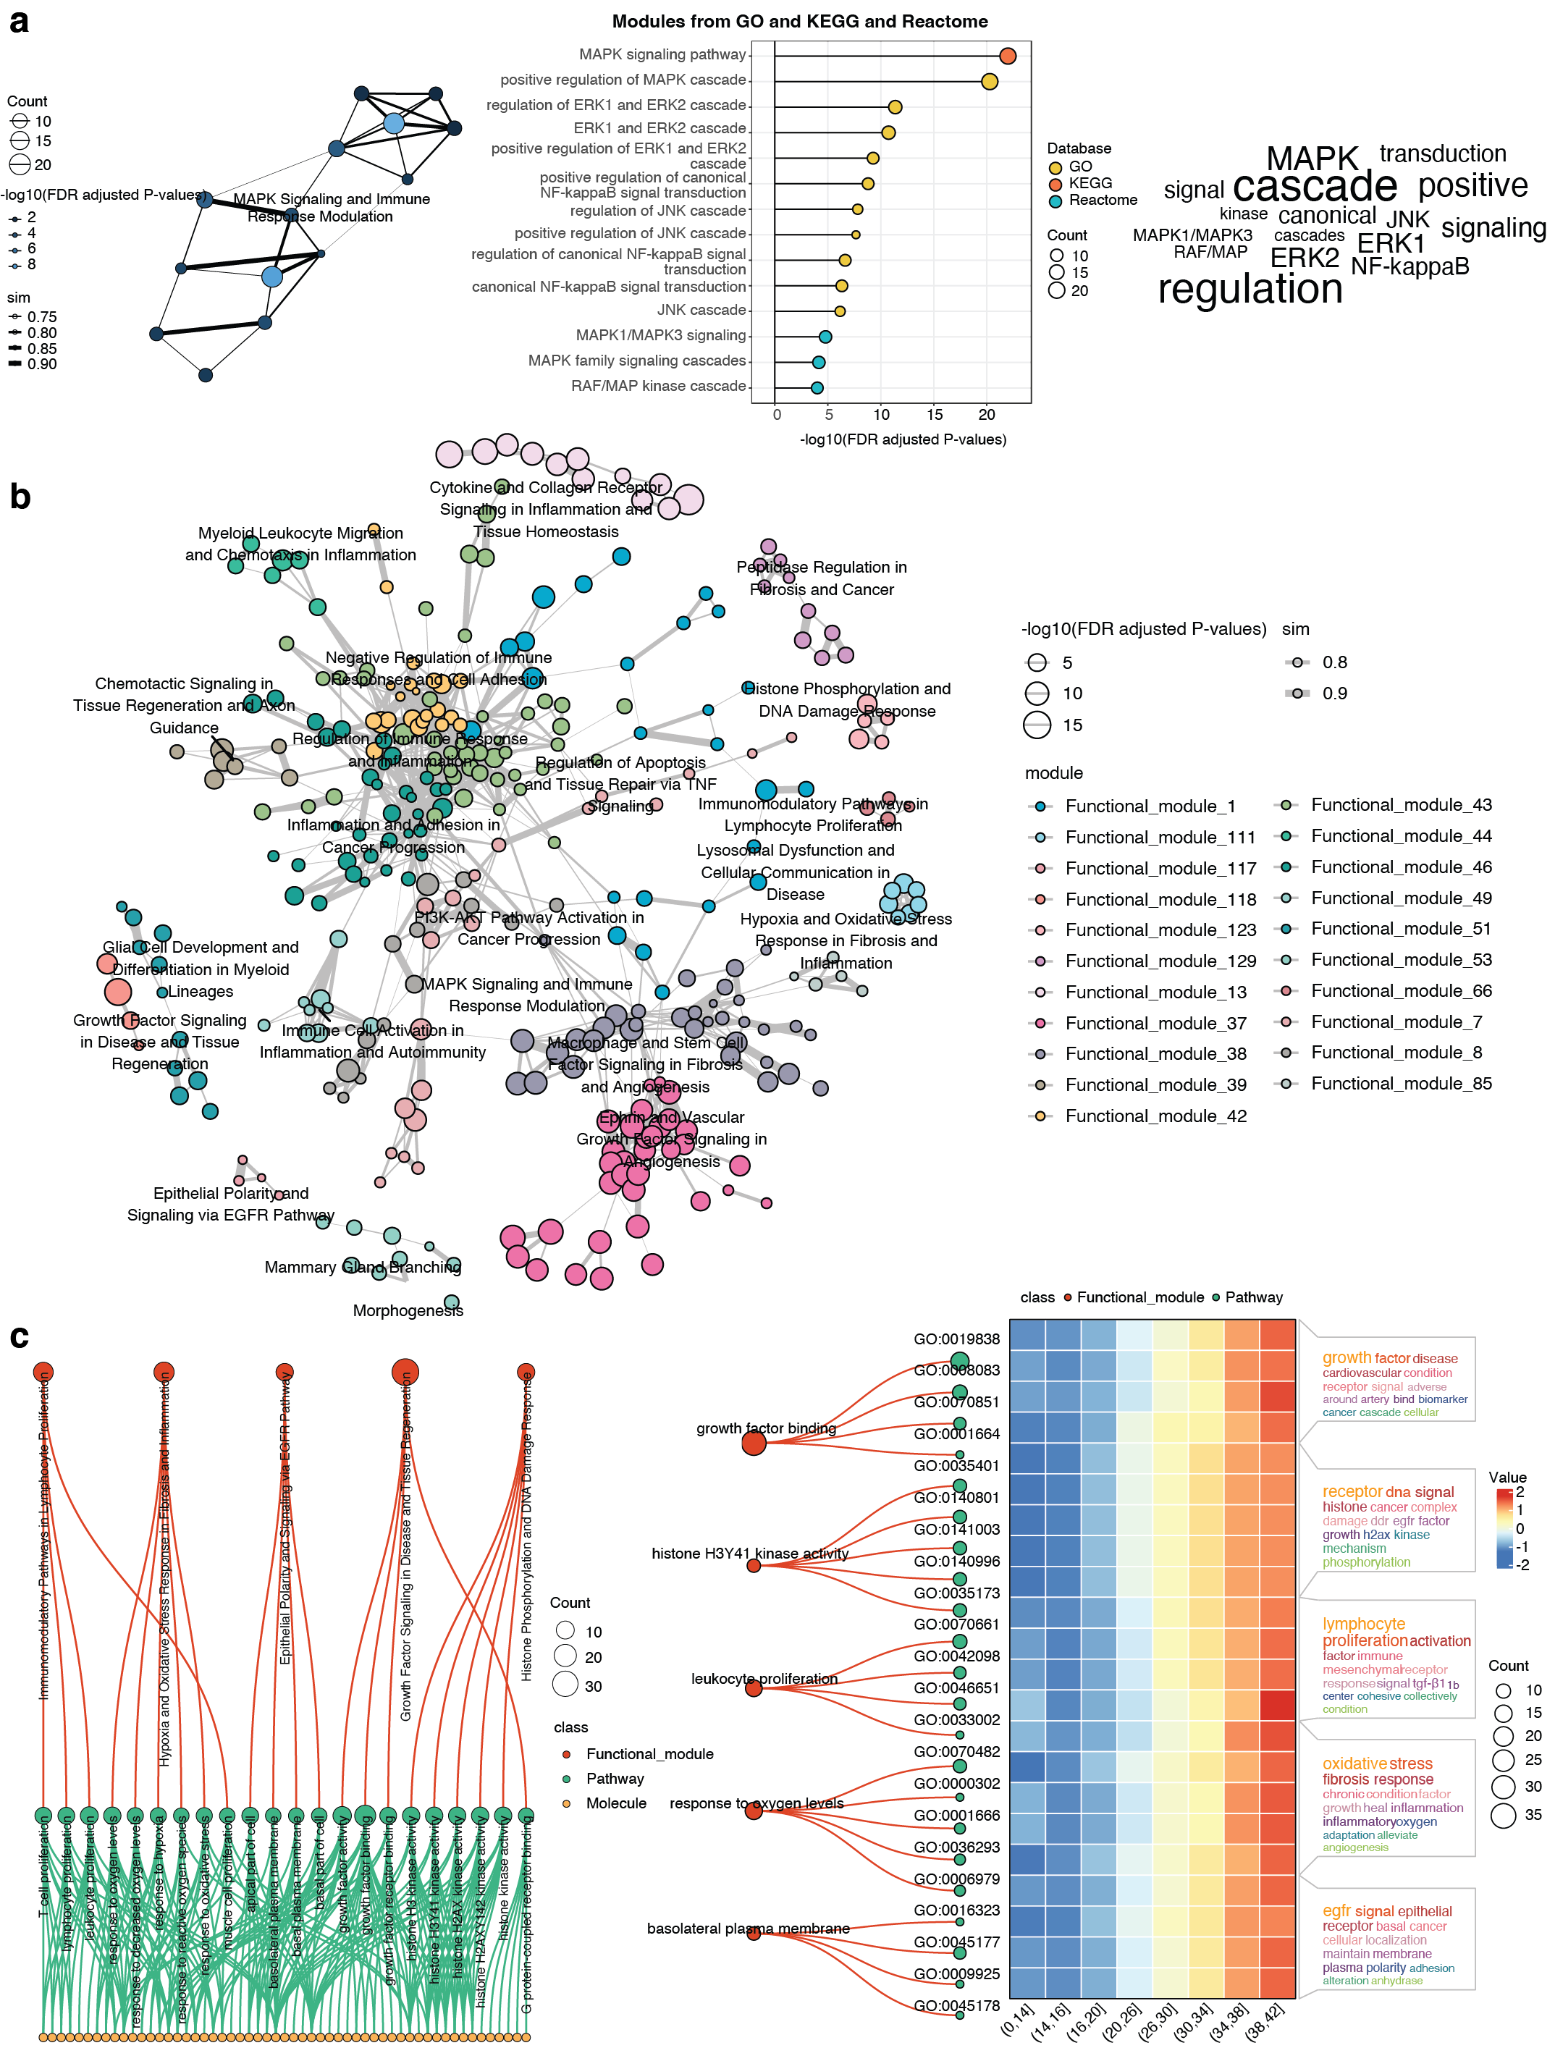 a
Modules from GO and KEGG and Reactome
Count
10
15
20
-log10(FDR adjusted P-values)
2
4
6
8
sim
0.75
0.80
0.85
0.90
MAPK Signaling and Immune
Response Modulation
MAPK signaling pathway
positive regulation of MAPK cascade
regulation of ERK1 and ERK2 cascade
ERK1 and ERK2 cascade
positive regulation of ERK1 and ERK2
cascade
positive regulation of canonical
NF-kappaB signal transduction
regulation of JNK cascade
positive regulation of JNK cascade
regulation of canonical NF-kappaB signal
transduction
canonical NF-kappaB signal transduction
JNK cascade
MAPK1/MAPK3 signaling
MAPK family signaling cascades
RAF/MAP kinase cascade
0 5 10 15 20
-log10(FDR adjusted P-values)
Database
GO
KEGG
Reactome
Count
10
15
20
MAPK transduction
signal cascade positive
kinase canonical JNK signaling
MAPK1/MAPK3 cascades ERK1
RAF/MAP ERK2 NF-kappaB
regulation
b
Cytokine and Collagen Receptor
Signaling in Inflammation and
Tissue Homeostasis
Myeloid Leukocyte Migration
and Chemotaxis in Inflammation
Peptidase Regulation in
Fibrosis and Cancer
Negative Regulation of Immune
Responses and Cell Adhesion
Chemotactic Signaling in
Tissue Regeneration and Axon
Guidance
Histone Phosphorylation and
DNA Damage Response
Regulation of Immune Response
and Inflammation
Regulation of Apoptosis
and Tissue Repair via TNF
Signaling
Immunomodulatory Pathways in
Lymphocyte Proliferation
Inflammation and Adhesion in
Cancer Progression
Lysosomal Dysfunction and
Cellular Communication in
Disease
PI3K-AKT Pathway Activation in
Cancer Progression
Hypoxia and Oxidative Stress
Response in Fibrosis and
Inflammation
Glial Cell Development and
Differentiation in Myeloid
Lineages
MAPK Signaling and Immune
Response Modulation
Growth Factor Signaling
in Disease and Tissue
Regeneration
Immune Cell Activation in
Inflammation and Autoimmunity
Macrophage and Stem Cell
Factor Signaling in Fibrosis
and Angiogenesis
Ephrin and Vascular
Growth Factor Signaling in
Angiogenesis
Epithelial Polarity and
Signaling via EGFR Pathway
Mammary Gland Branching
Morphogenesis
-log10(FDR adjusted P-values)
5
10
15
sim
0.8
0.9
module
Functional_module_1
Functional_module_111
Functional_module_117
Functional_module_118
Functional_module_123
Functional_module_129
Functional_module_13
Functional_module_37
Functional_module_38
Functional_module_39
Functional_module_42
Functional_module_43
Functional_module_44
Functional_module_46
Functional_module_49
Functional_module_51
Functional_module_53
Functional_module_66
Functional_module_7
Functional_module_8
Functional_module_85
c
Immunomodulatory Pathways in Lymphocyte Proliferation
Hypoxia and Oxidative Stress Response in Fibrosis and Inflammation
Epithelial Polarity and Signaling via EGFR Pathway
Growth Factor Signaling in Disease and Tissue Regeneration
Histone Phosphorylation and DNA Damage Response
T cell proliferation
lymphocyte proliferation
leukocyte proliferation
response to oxygen levels
response to decreased oxygen levels
response to hypoxia
response to reactive oxygen species
response to oxidative stress
muscle cell proliferation
apical part of cell
basolateral plasma membrane
basal plasma membrane
basal part of cell
growth factor activity
growth factor binding
growth factor receptor binding
histone H3 kinase activity
histone H3Y41 kinase activity
histone H2AX kinase activity
histone H2AXY142 kinase activity
histone kinase activity
G protein-coupled receptor binding
Count
10
20
30
class
Functional_module
Pathway
Molecule
class Functional_module Pathway
growth factor binding
histone H3Y41 kinase activity
leukocyte proliferation
response to oxygen levels
basolateral plasma membrane
GO:0019838
GO:0008083
GO:0070851
GO:0001664
GO:0035401
GO:0140801
GO:0141003
GO:0140996
GO:0035173
GO:0070661
GO:0042098
GO:0046651
GO:0033002
GO:0070482
GO:0000302
GO:0001666
GO:0036293
GO:0006979
GO:0016323
GO:0045177
GO:0009925
GO:0045178
(0,14] (14,16] (16,20] (20,26] (26,30] (30,34] (34,38] (38,42]
growth factor disease
cardiovascular condition
receptor signal adverse
around artery bind biomarker
cancer cascade cellular
receptor dna signal
histone cancer complex
damage ddr egfr factor
growth h2ax kinase
mechanism
phosphorylation
lymphocyte
proliferation activation
factor immune
mesenchymal receptor
response signal tgf-β1 1b
center cohesive collectively
condition
oxidative stress
fibrosis response
chronic condition factor
growth heal inflammation
inflammatory oxygen
adaptation alleviate
angiogenesis
egfr signal epithelial
receptor basal cancer
cellular localization
maintain membrane
plasma polarity adhesion
alteration anhydrase
Value
2
1
0
-1
-2
Count
10
15
20
25
30
35